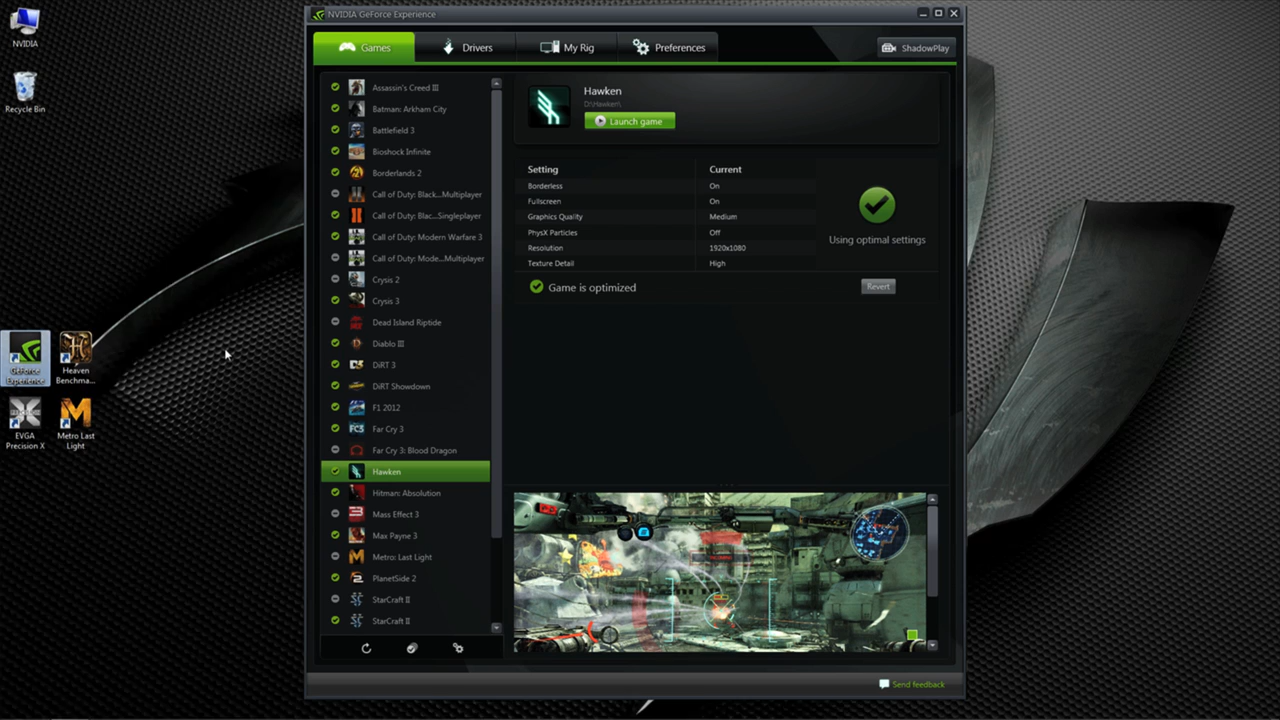 NVIDIA GeForce Experience
NVIDIA
Recycle Bin
GeForce
Experience
Heaven
Benchma...
EVGA
Precision X
Metro Last
Light
Games
Drivers
My Rig
Preferences
ShadowPlay
Assassin's Creed III
Batman: Arkham City
Battlefield 3
Bioshock Infinite
Borderlands 2
Call of Duty: Black...Multiplayer
Call of Duty: Blac...Singleplayer
Call of Duty: Modern Warfare 3
Call of Duty: Mode...Multiplayer
Crysis 2
Crysis 3
Dead Island Riptide
Diablo III
DiRT 3
DiRT Showdown
F1 2012
Far Cry 3
Far Cry 3: Blood Dragon
Hawken
Hitman: Absolution
Mass Effect 3
Max Payne 3
Metro: Last Light
PlanetSide 2
StarCraft II
StarCraft II
Hawken
D:\Hawken\
Launch game
Setting Current
Borderless On
Fullscreen On
Graphics Quality Medium
PhysX Particles Off
Resolution 1920x1080
Texture Detail High
Using optimal settings
Game is optimized
Revert
Send feedback